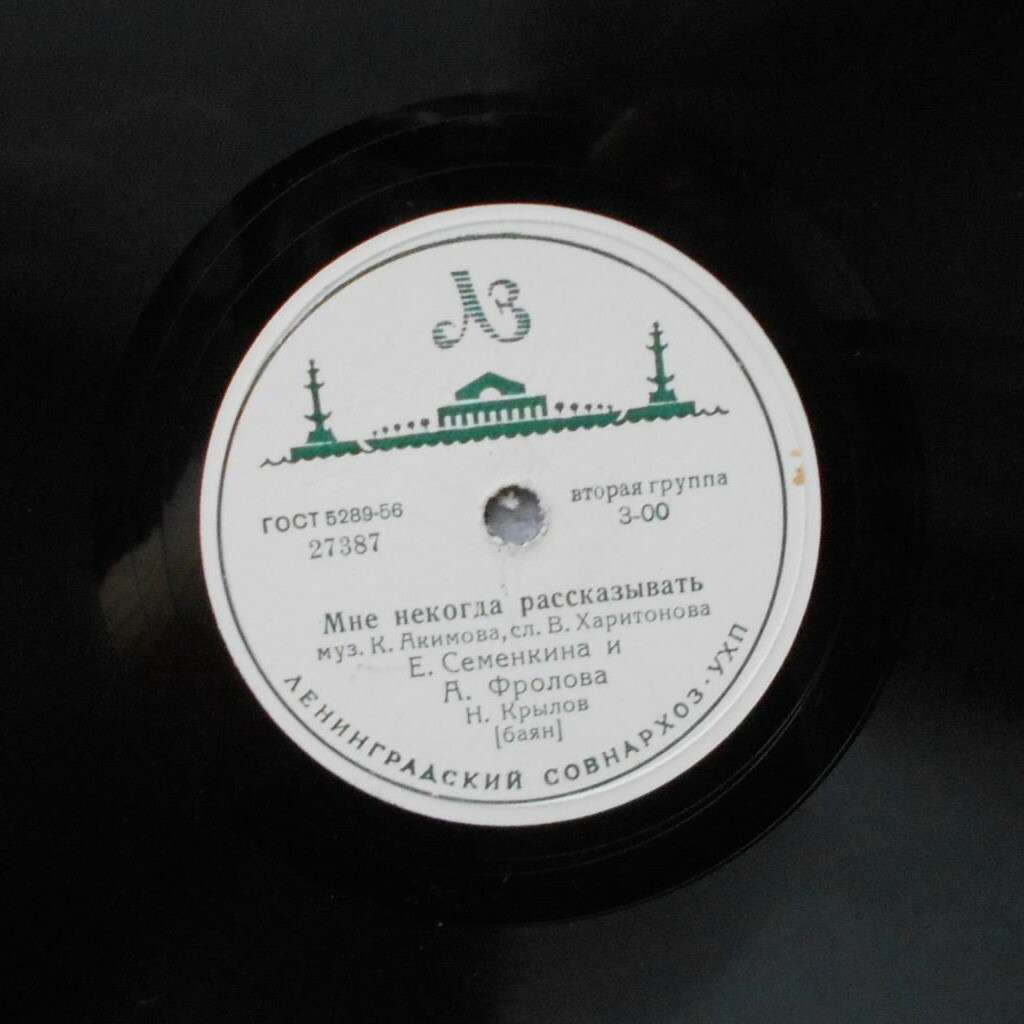 ЛЗ
ГОСТ 5289-56
27387
вторая группа
3-00
Мне некогда рассказывать
муз. К. Акимова, сл. В. Харитонова
Е. Семенкина и
А. Фролова
Н. Крылов
[баян]
ЛЕНИНГРАДСКИЙ СОВНАРХОЗ·УХП